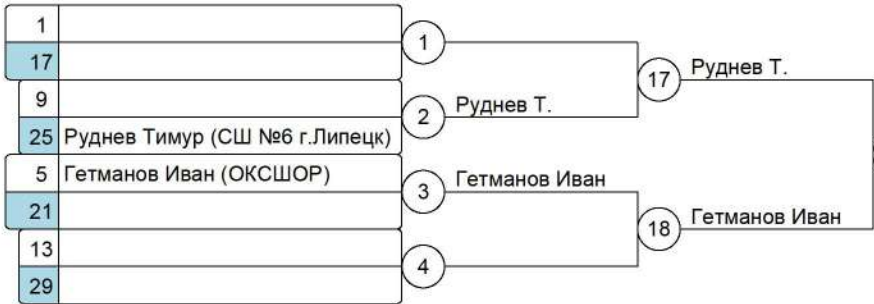 1
17
1
9
25 Руднев Тимур (СШ №6 г.Липецк)
2
Руднев Т.
17
Руднев Т.
5 Гетманов Иван (ОКСШОР)
21
3
Гетманов Иван
13
29
4
18
Гетманов Иван